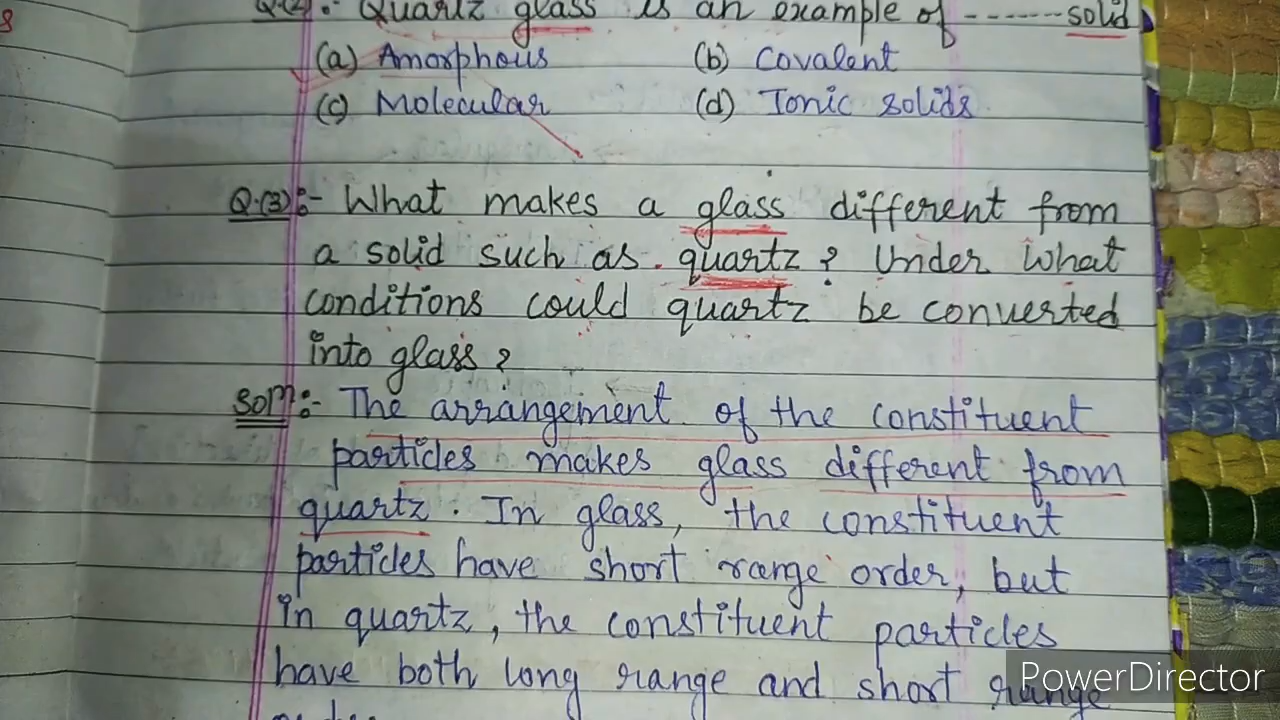 Q.(2):- Quartz glass is an example of ------- solid
(a) Amorphous (b) Covalent
(c) Molecular (d) Ionic solids
Q.(3):- What makes a glass different from
a solid such as quartz? Under what
conditions could quartz be converted
into glass?
Soln:- The arrangement of the constituent
particles makes glass different from
quartz. In glass, the constituent
particles have short range order, but
in quartz, the constituent particles
have both long range and short range
PowerDirector